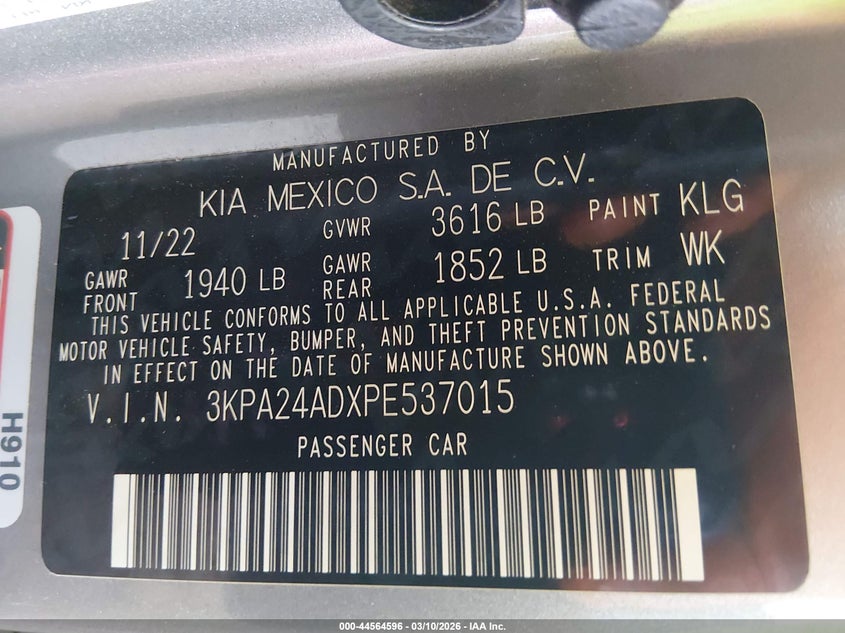 MANUFACTURED BY
KIA MEXICO S.A. DE C.V.
11/22 GVWR 3616 LB PAINT KLG
GAWR FRONT 1940 LB GAWR REAR 1852 LB TRIM WK
THIS VEHICLE CONFORMS TO ALL APPLICABLE U.S.A. FEDERAL
MOTOR VEHICLE SAFETY, BUMPER, AND THEFT PREVENTION STANDARDS
IN EFFECT ON THE DATE OF MANUFACTURE SHOWN ABOVE.
V.I.N. 3KPA24ADXPE537015
PASSENGER CAR
H910
000-44564596 - 03/10/2026 - IAA Inc.